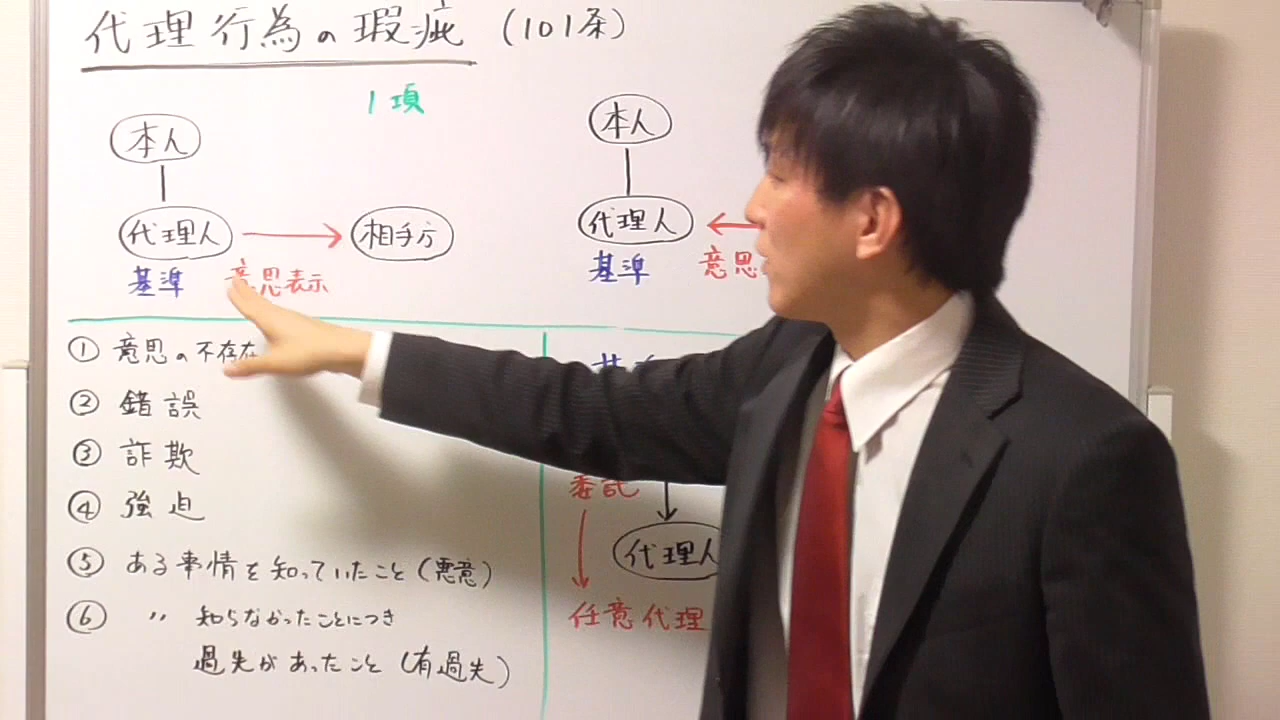 代理行為の瑕疵 (101条)
1項
本人
代理人
相手方
基準
意思表示
本人
代理人
基準
意思
① 意思の不存在
② 錯誤
③ 詐欺
④ 強迫
⑤ ある事情を知っていたこと (悪意)
⑥ 〃 知らなかったことにつき
過失があったこと (有過失)
委託
代理人
任意代理